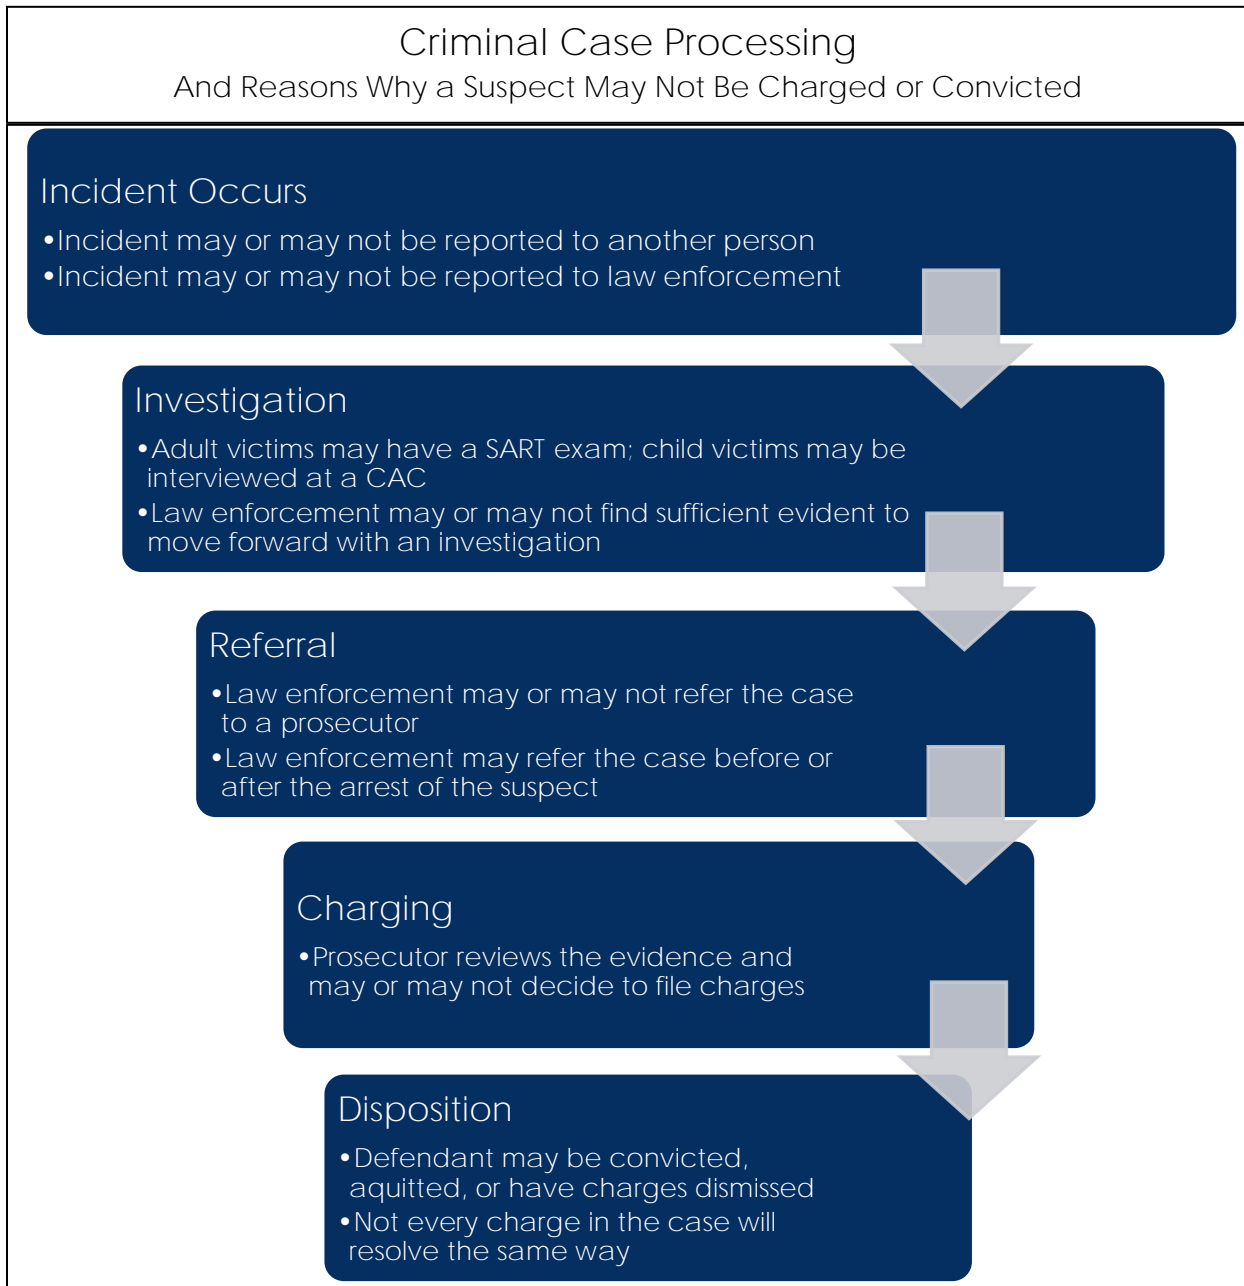 Criminal Case Processing
And Reasons Why a Suspect May Not Be Charged or Convicted
Incident Occurs
•Incident may or may not be reported to another person
•Incident may or may not be reported to law enforcement
Investigation
•Adult victims may have a SART exam; child victims may be
interviewed at a CAC
•Law enforcement may or may not find sufficient evident to
move forward with an investigation
Referral
•Law enforcement may or may not refer the case
to a prosecutor
•Law enforcement may refer the case before or
after the arrest of the suspect
Charging
•Prosecutor reviews the evidence and
may or may not decide to file charges
Disposition
•Defendant may be convicted,
aquitted, or have charges dismissed
•Not every charge in the case will
resolve the same way